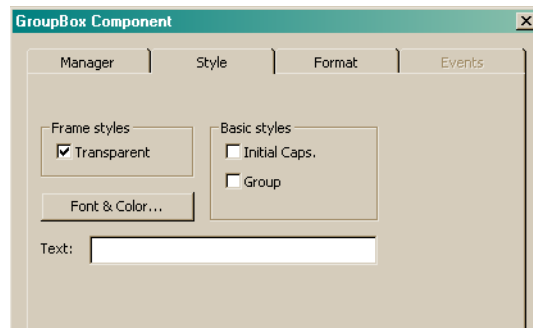 GroupBox Component
Manager Style Format Events
Frame styles Basic styles
Transparent Initial Caps.
Group
Font & Color...
Text: